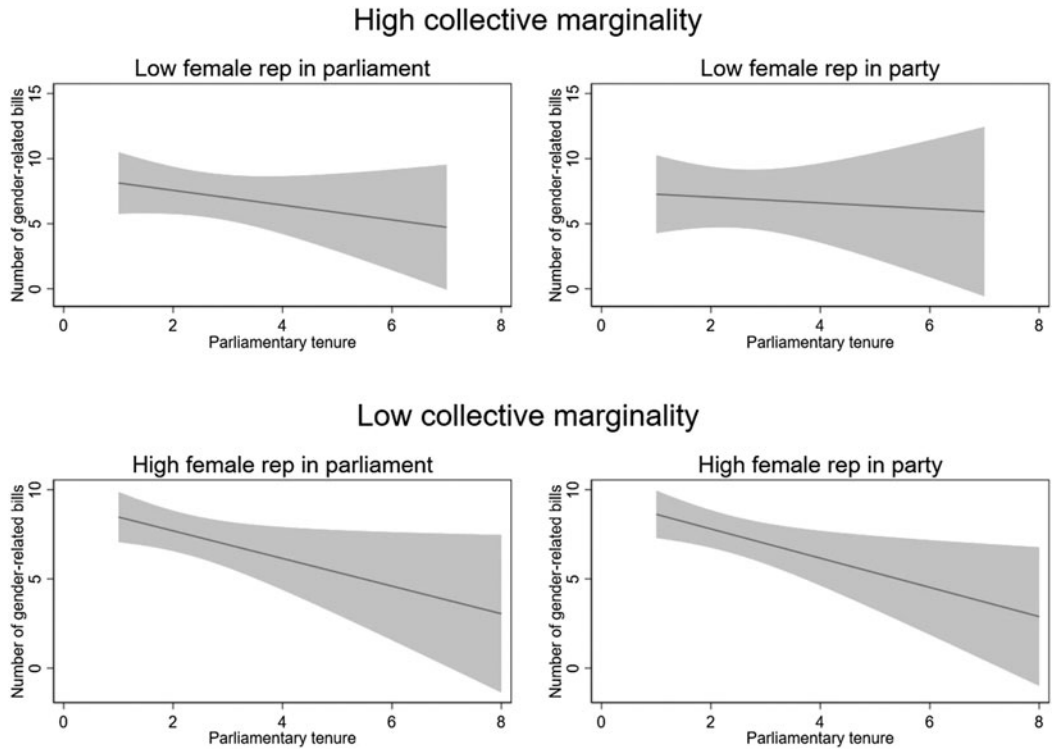 High collective marginality
Low female rep in parliament
Number of gender-related bills
15
10
5
0
0 2 4 6 8
Parliamentary tenure
Low female rep in party
Number of gender-related bills
15
10
5
0
0 2 4 6 8
Parliamentary tenure
Low collective marginality
High female rep in parliament
Number of gender-related bills
10
5
0
0 2 4 6 8
Parliamentary tenure
High female rep in party
Number of gender-related bills
10
5
0
0 2 4 6 8
Parliamentary tenure